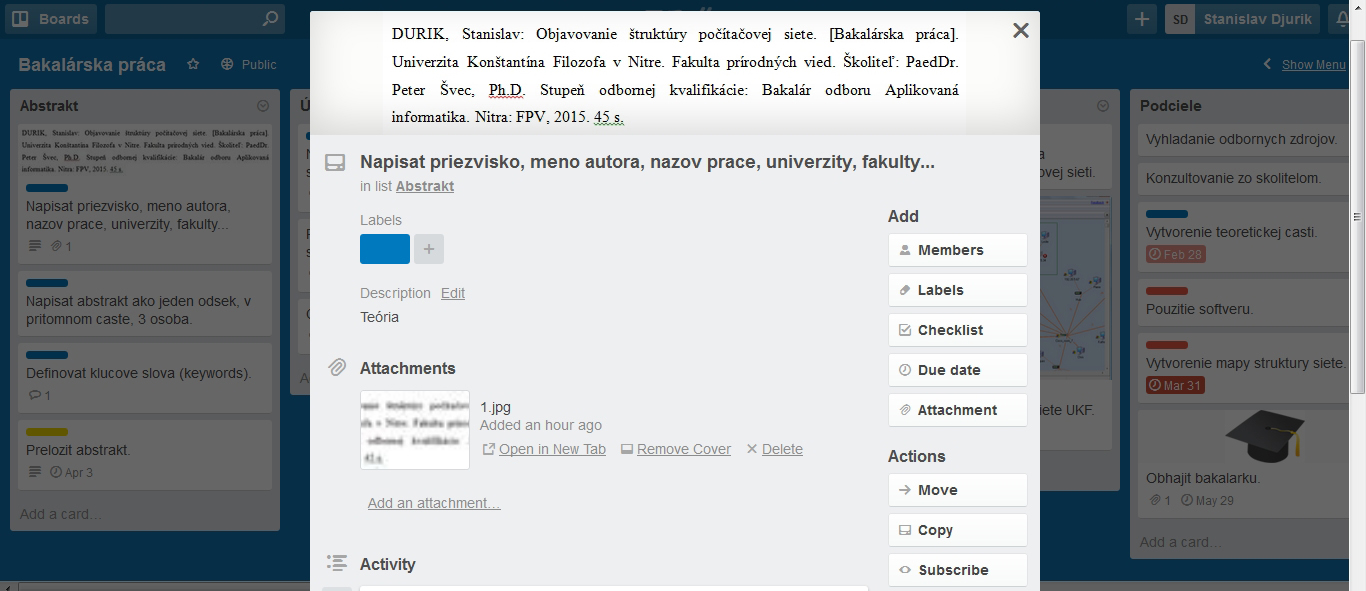 Boards
SD Stanislav Djurik
Bakalárska práca
Public
Show Menu
DURIK, Stanislav: Objavovanie štruktúry počítačovej siete. [Bakalárska práca].
Univerzita Konštantína Filozofa v Nitre. Fakulta prírodných vied. Školiteľ: PaedDr.
Peter Švec, Ph.D. Stupeň odbornej kvalifikácie: Bakalár odboru Aplikovaná
informatika. Nitra: FPV, 2015. 45 s.
Napisat priezvisko, meno autora, nazov prace, univerzity, fakulty...
in list Abstrakt
Labels
+
Description Edit
Teória
Attachments
1.jpg
Added an hour ago
Open in New Tab Remove Cover Delete
Add an attachment…
Activity
Add
Members
Labels
Checklist
Due date
Attachment
Actions
Move
Copy
Subscribe
Abstrakt
DURIK, Stanislav: Objavovanie štruktúry počítačovej siete. [Bakalárska práca].
Univerzita Konštantína Filozofa v Nitre. Fakulta prírodných vied. Školiteľ: PaedDr.
Peter Švec, Ph.D. Stupeň odbornej kvalifikácie: Bakalár odboru Aplikovaná
informatika. Nitra: FPV, 2015. 45 s.
Napisat priezvisko, meno autora,
nazov prace, univerzity, fakulty...
1
Napisat abstrakt ako jeden odsek, v
pritomnom caste, 3 osoba.
Definovat klucove slova (keywords).
1
Prelozit abstrakt.
Apr 3
Add a card…
ovej sieti.
siete UKF.
Podciele
Vyhladanie odbornych zdrojov.
Konzultovanie zo skolitelom.
Vytvorenie teoretickej casti.
Feb 28
Pouzitie softveru.
Vytvorenie mapy struktury siete.
Mar 31
Obhajit bakalarku.
1 May 29
Add a card…